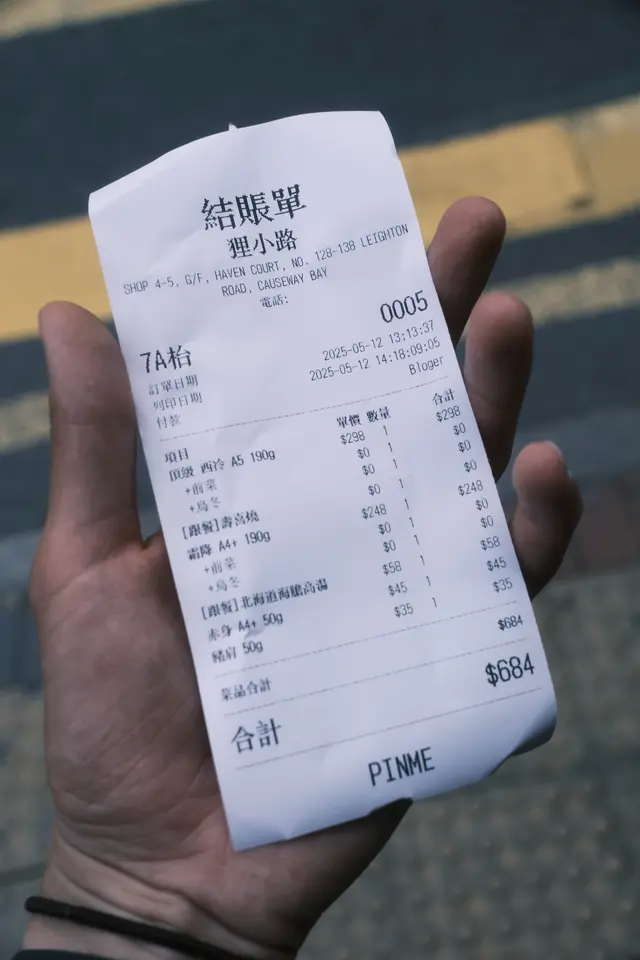 結賬單
狸小路
SHOP 4-5, G/F, HAVEN COURT, NO. 128-138 LEIGHTON
ROAD, CAUSEWAY BAY
電話:
0005
7A枱
訂單日期 2025-05-12 13:13:37
列印日期 2025-05-12 14:18:09:05
付款 Bloger
項目 單價 數量 合計
頂級 西冷 A5 190g $298 1 $298
+前菜 $0 1 $0
+烏冬 $0 1 $0
[跟餐]壽喜燒 $0 1 $0
霜降 A4+ 190g $248 1 $248
+前菜 $0 1 $0
+烏冬 $0 1 $0
[跟餐]北海道海鹽高湯 $58 1 $58
赤身 A4+ 50g $45 1 $45
豬肩 50g $35 1 $35
菜品合計 $684
合計 $684
PINME